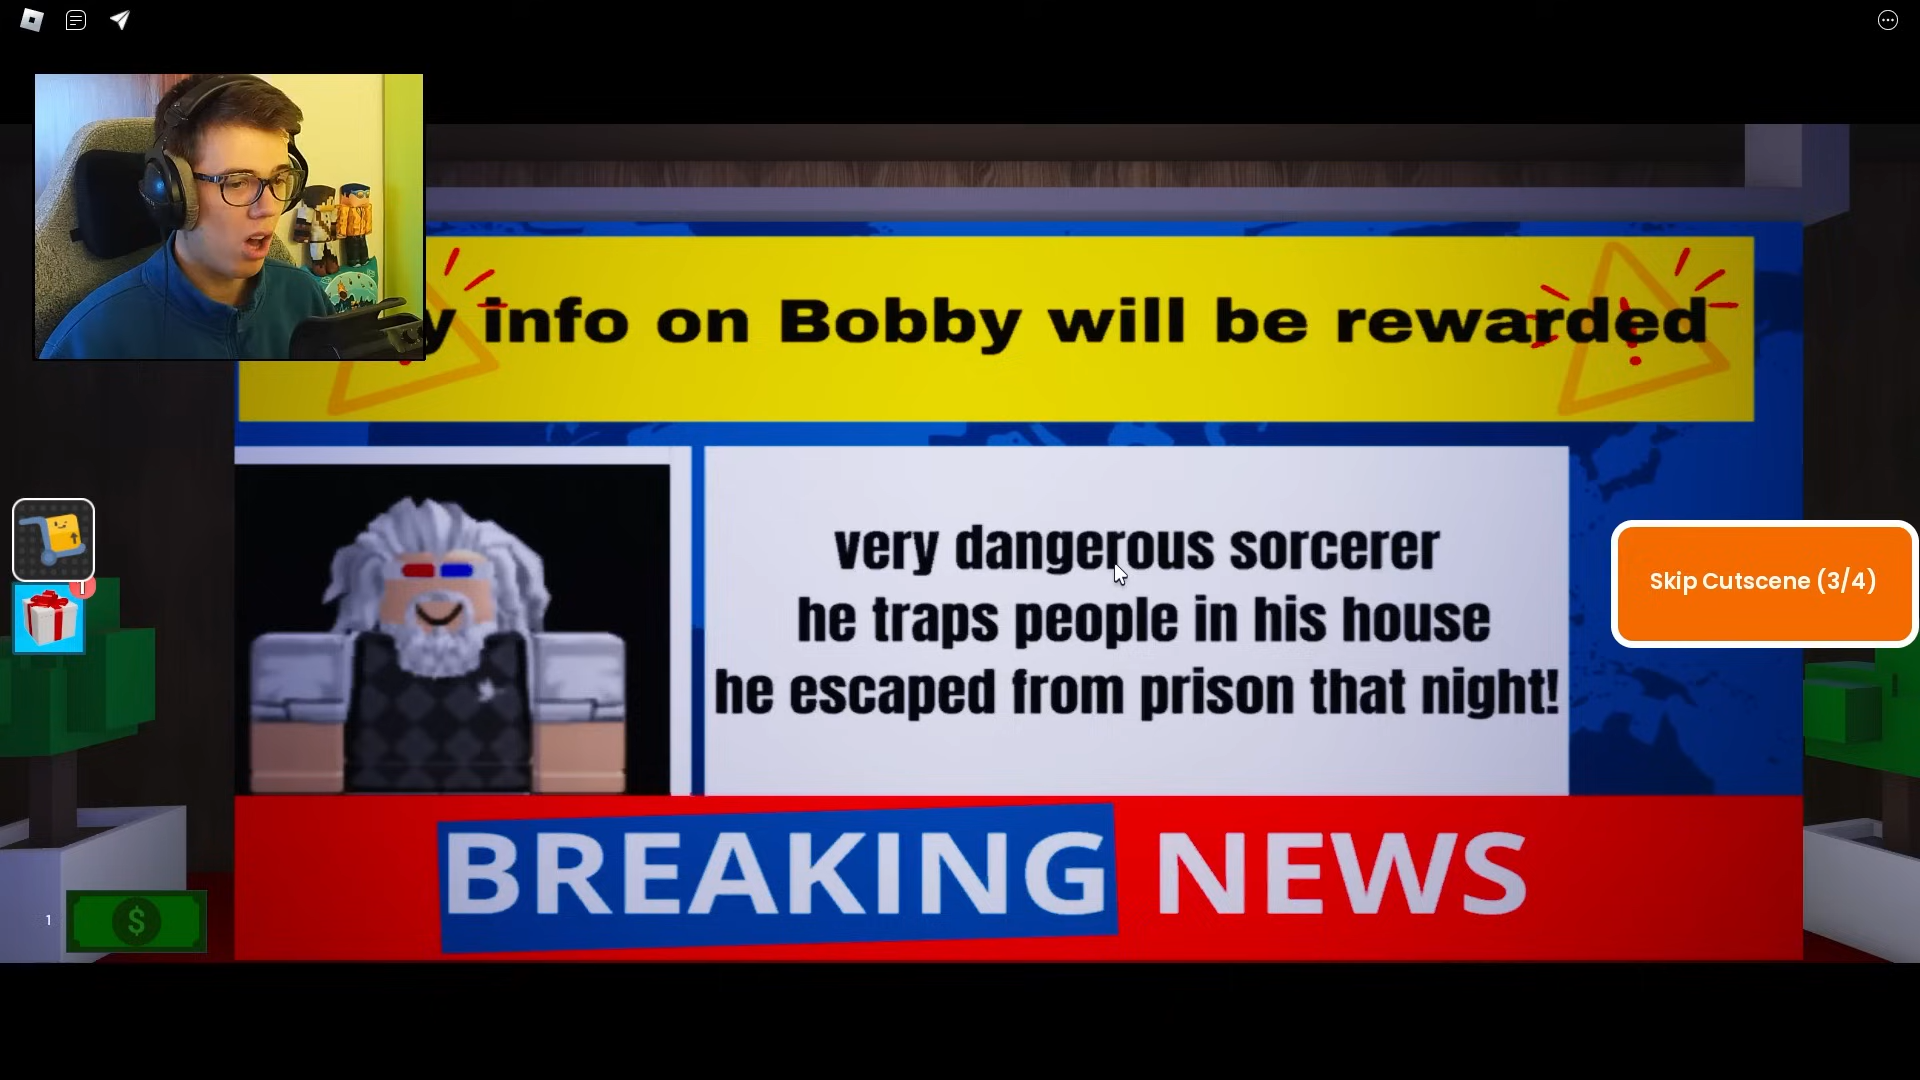 info on Bobby will be rewarded
very dangerous sorcerer
he traps people in his house
he escaped from prison that night!
Skip Cutscene (3/4)
BREAKING NEWS
1
1
$